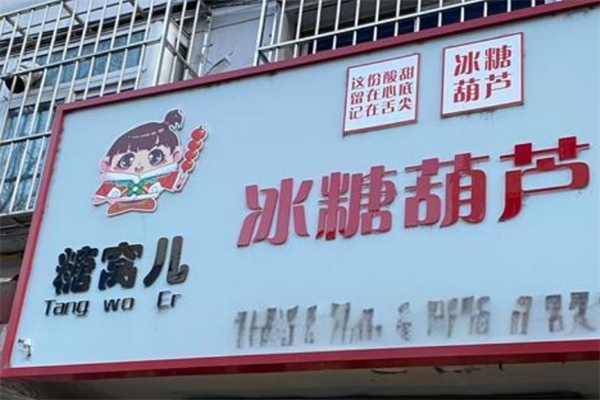 这份酸甜
留在心底
记在舌尖
冰糖
葫芦
冰糖葫芦
糖窝儿
Tang wo Er